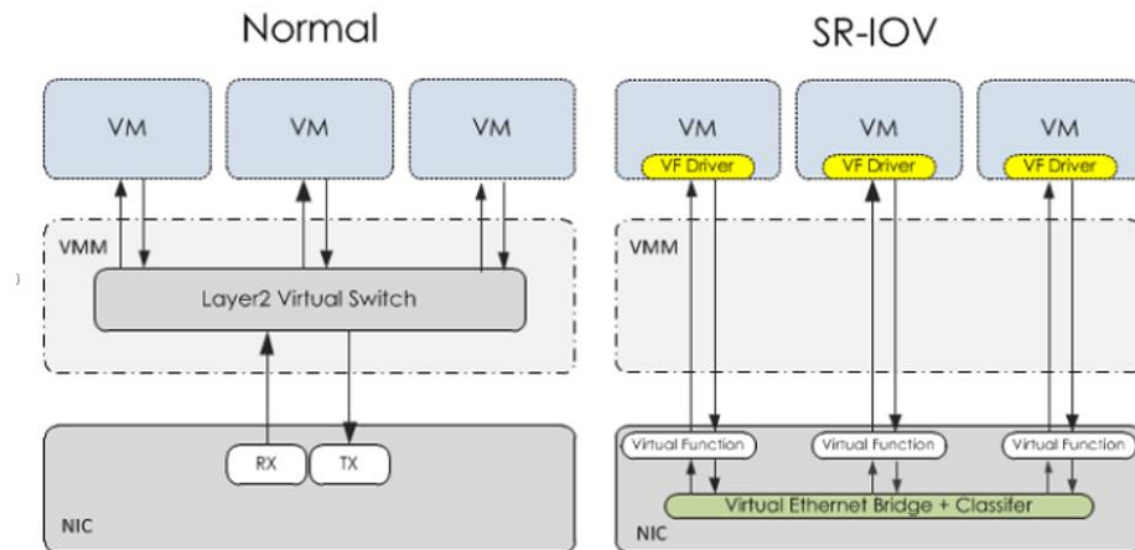 Normal
VM
VM
VM
VMM
Layer2 Virtual Switch
RX
TX
NIC
SR-IOV
VM
VF Driver
VM
VF Driver
VM
VF Driver
VMM
Virtual Function
Virtual Function
Virtual Function
Virtual Ethernet Bridge + Classifer
NIC